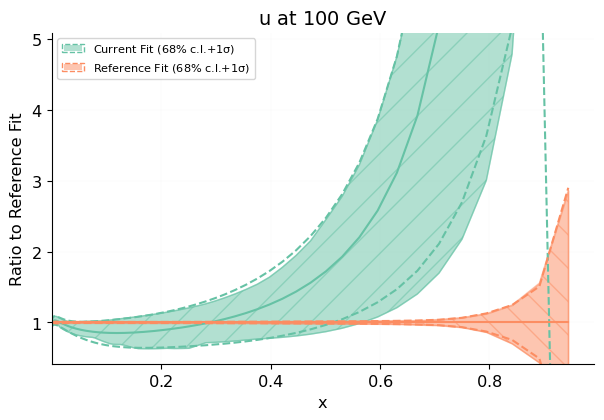 u at 100 GeV
Current Fit (68% c.l.+1σ)
Reference Fit (68% c.l.+1σ)
Ratio to Reference Fit
5
4
3
2
1
0.2 0.4 0.6 0.8
x